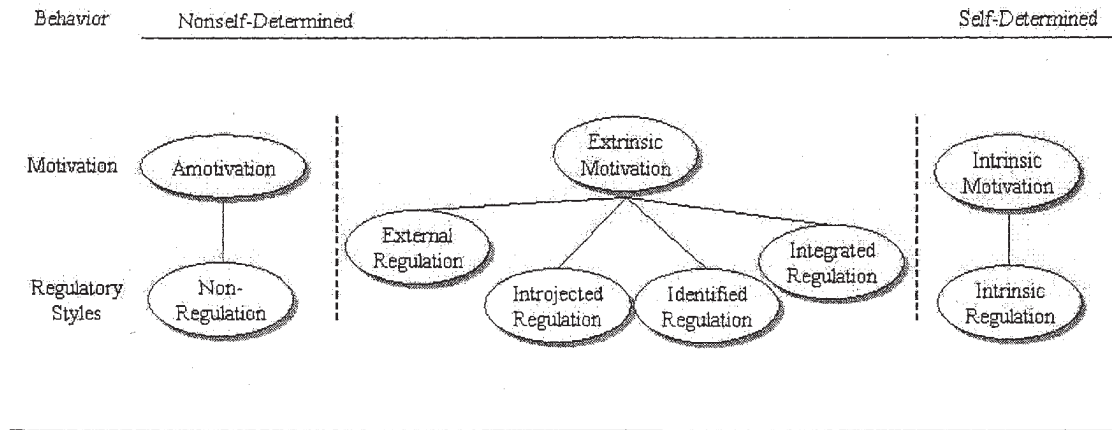 Behavior Nonself-Determined Self-Determined
Motivation
Amotivation
Extrinsic
Motivation
Intrinsic
Motivation
Regulatory
Styles
Non-
Regulation
External
Regulation
Introjected
Regulation
Identified
Regulation
Integrated
Regulation
Intrinsic
Regulation